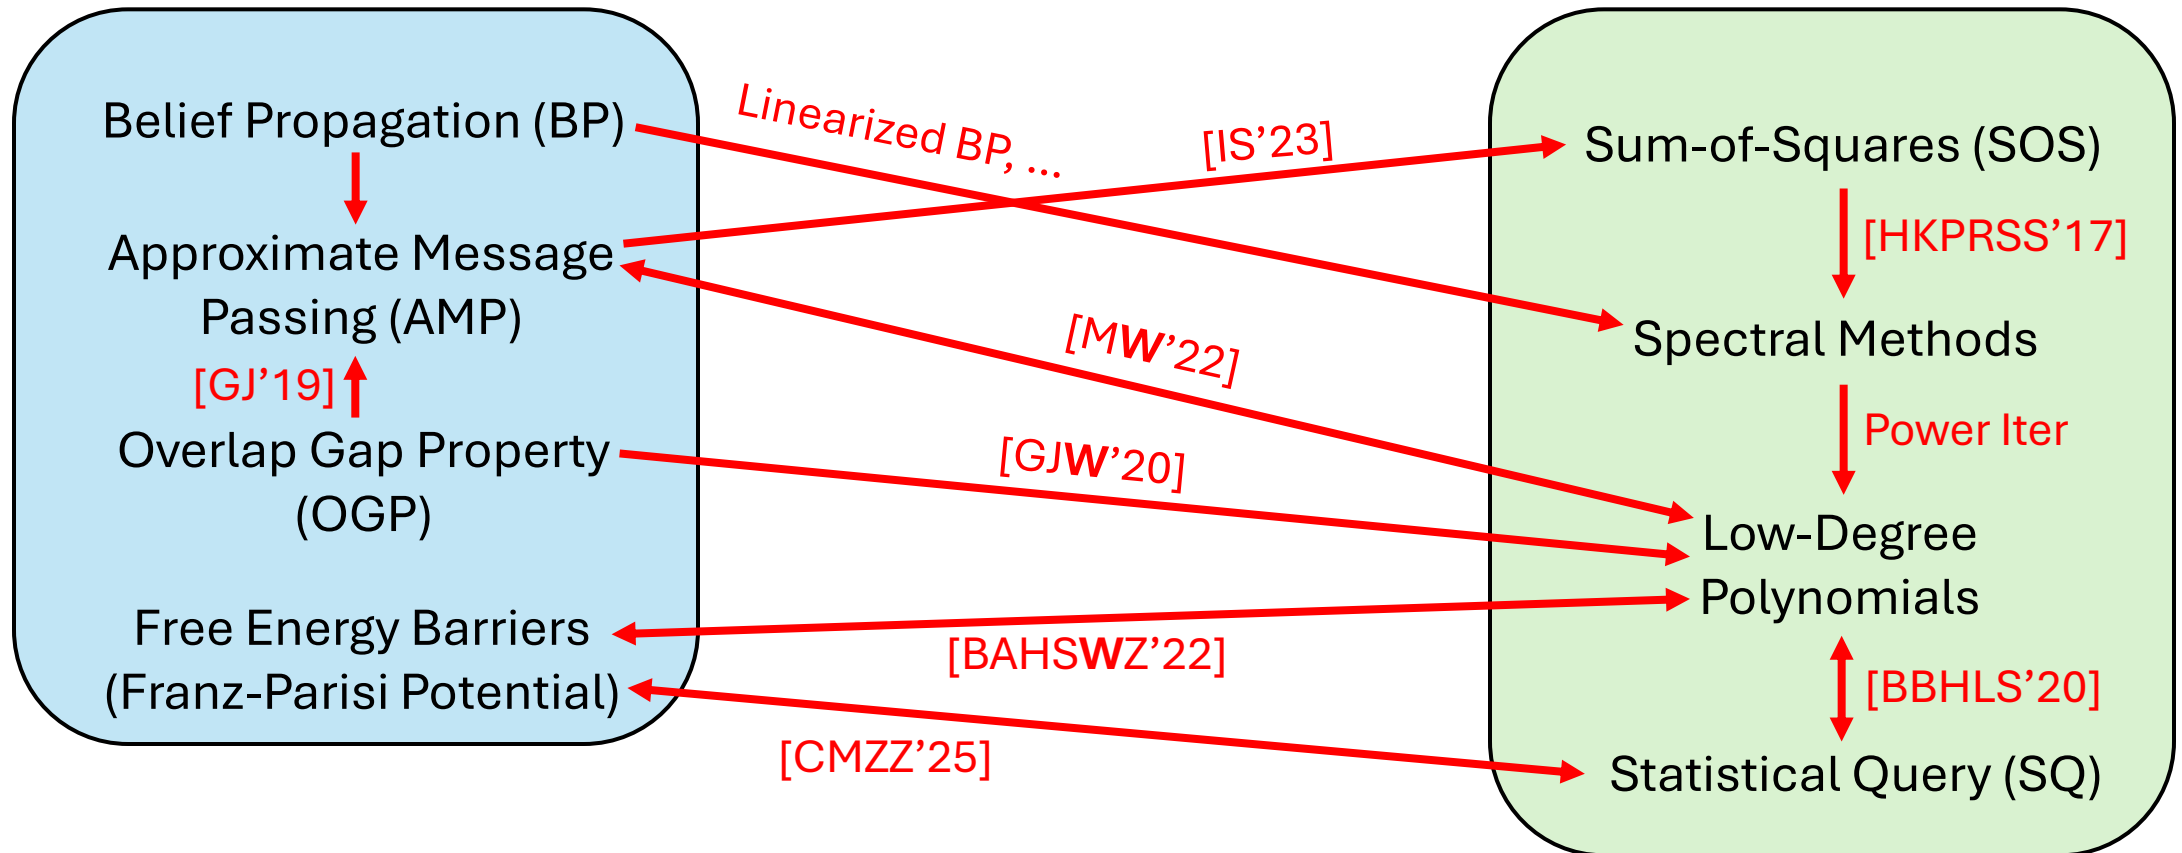 Belief Propagation (BP)
Approximate Message
Passing (AMP)
[GJ’19]
Overlap Gap Property
(OGP)
Free Energy Barriers
(Franz-Parisi Potential)
Linearized BP, ...
[IS’23]
[MW’22]
[GJW’20]
[BAHSWZ’22]
[CMZZ’25]
Sum-of-Squares (SOS)
[HKPRSS’17]
Spectral Methods
Power Iter
Low-Degree
Polynomials
[BBHLS’20]
Statistical Query (SQ)